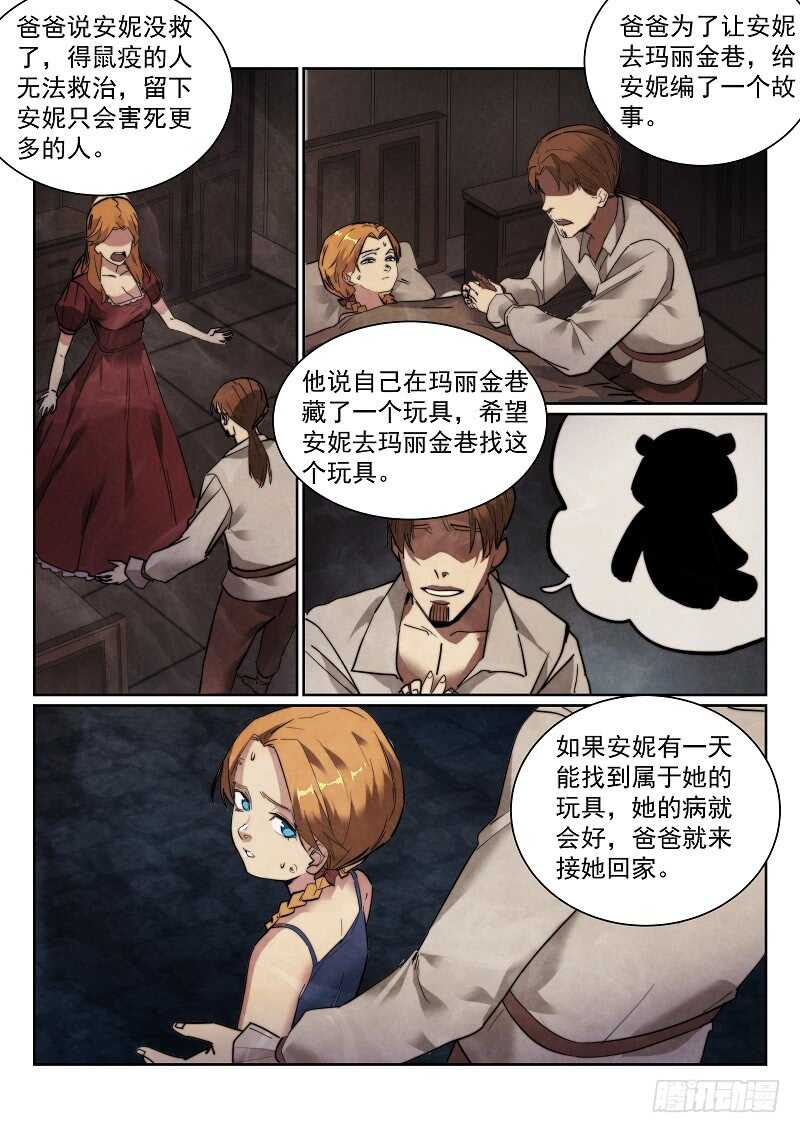 爸爸说安妮没救
了，得鼠疫的人
无法救治，留下
安妮只会害死更
多的人。
爸爸为了让安妮
去玛丽金巷，给
安妮编了一个故
事。
他说自己在玛丽金巷
藏了一个玩具，希望
安妮去玛丽金巷找这
个玩具。
如果安妮有一天
能找到属于她的
玩具，她的病就
会好，爸爸就来
接她回家。
腾讯动漫